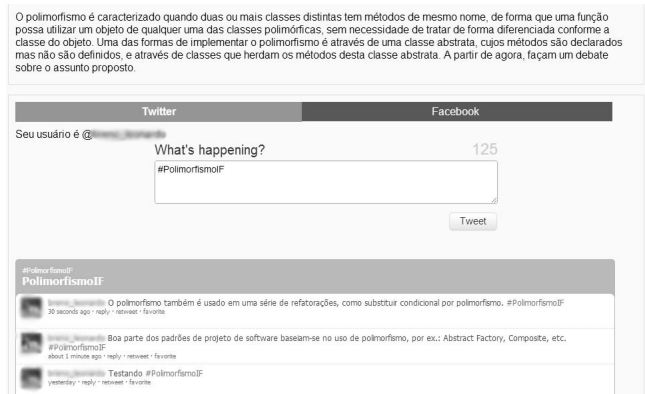 O polimorfismo é caracterizado quando duas ou mais classes distintas tem métodos de mesmo nome, de forma que uma função
possa utilizar um objeto de qualquer uma das classes polimórficas, sem necessidade de tratar de forma diferenciada conforme a
classe do objeto. Uma das formas de implementar o polimorfismo é através de uma classe abstrata, cujos métodos são declarados
mas não são definidos, e através de classes que herdam os métodos desta classe abstrata. A partir de agora, façam um debate
sobre o assunto proposto.
Twitter Facebook
Seu usuário é @
What's happening? 125
#PolimorfismoIF
Tweet
#PolimorfismoIF
PolimorfismoIF
O polimorfismo também é usado em uma série de refatorações, como substituir condicional por polimorfismo. #PolimorfismoIF
30 seconds ago · reply · retweet · favorite
Boa parte dos padrões de projeto de software baseiam-se no uso de polimorfismo, por ex.: Abstract Factory, Composite, etc.
#PolimorfismoIF
about 1 minute ago · reply · retweet · favorite
Testando #PolimorfismoIF
yesterday · reply · retweet · favorite